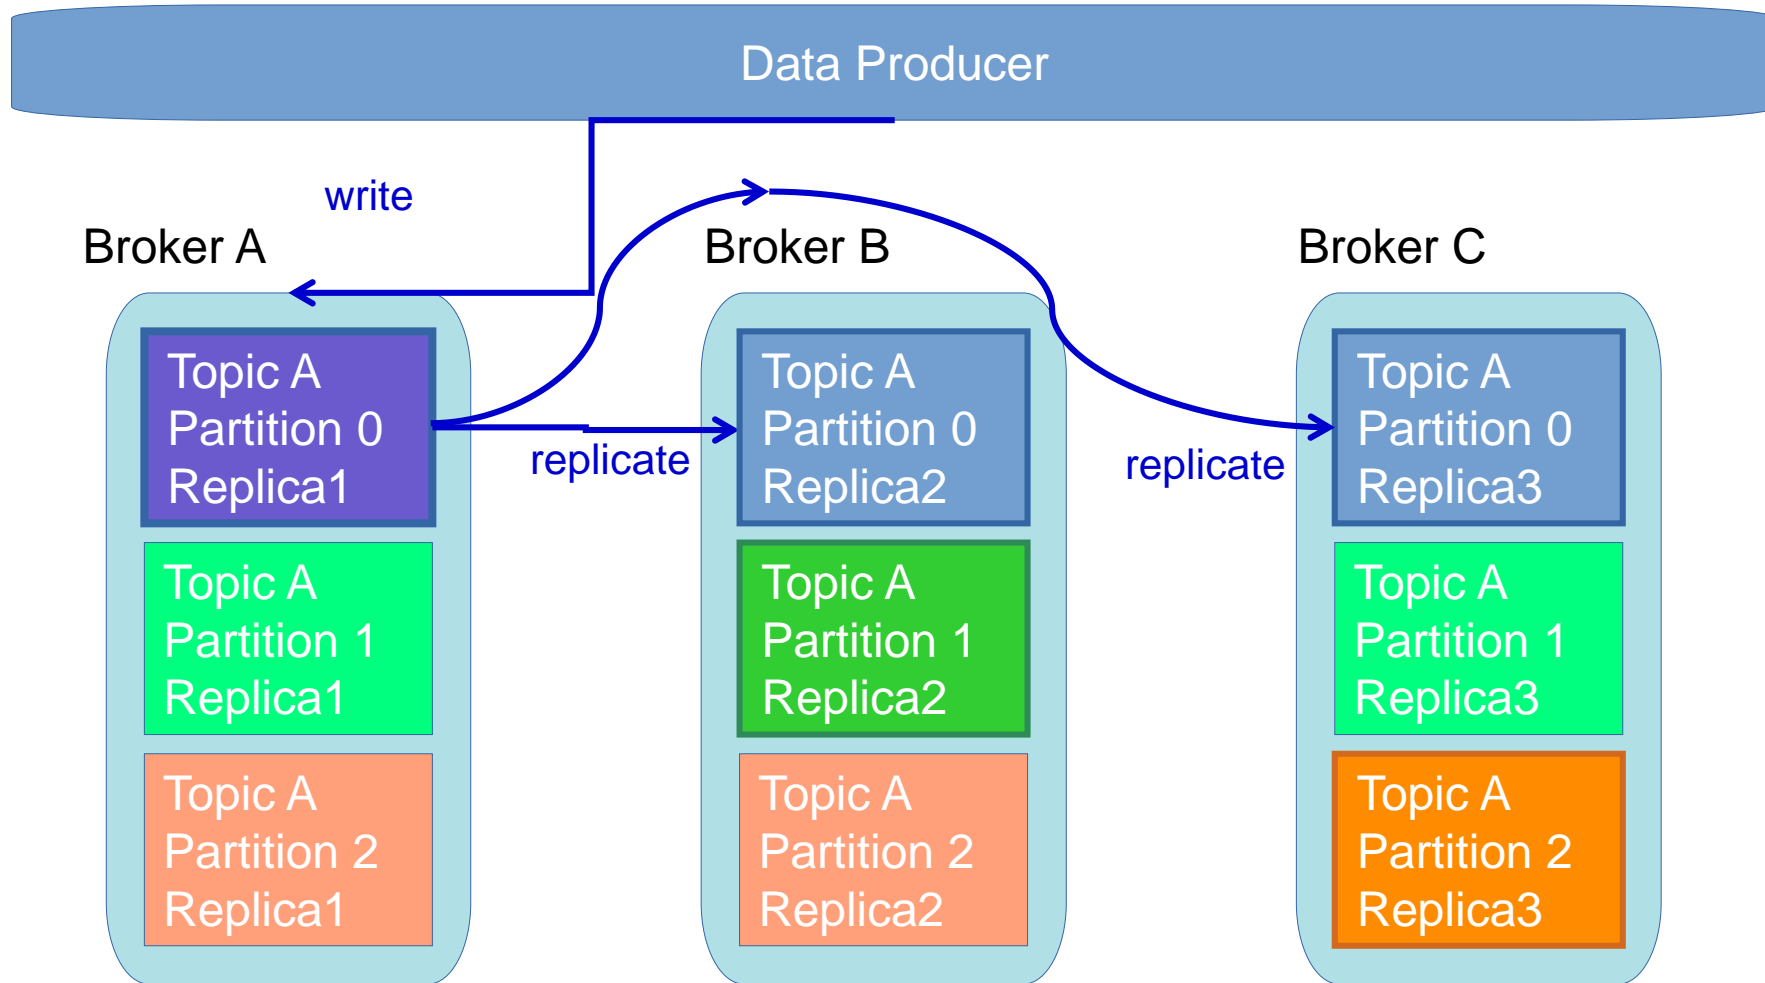 Data Producer
write
Broker A
Broker B
Broker C
Topic A
Partition 0
Replica1
replicate
Topic A
Partition 0
Replica2
replicate
Topic A
Partition 0
Replica3
Topic A
Partition 1
Replica1
Topic A
Partition 1
Replica2
Topic A
Partition 1
Replica3
Topic A
Partition 2
Replica1
Topic A
Partition 2
Replica2
Topic A
Partition 2
Replica3